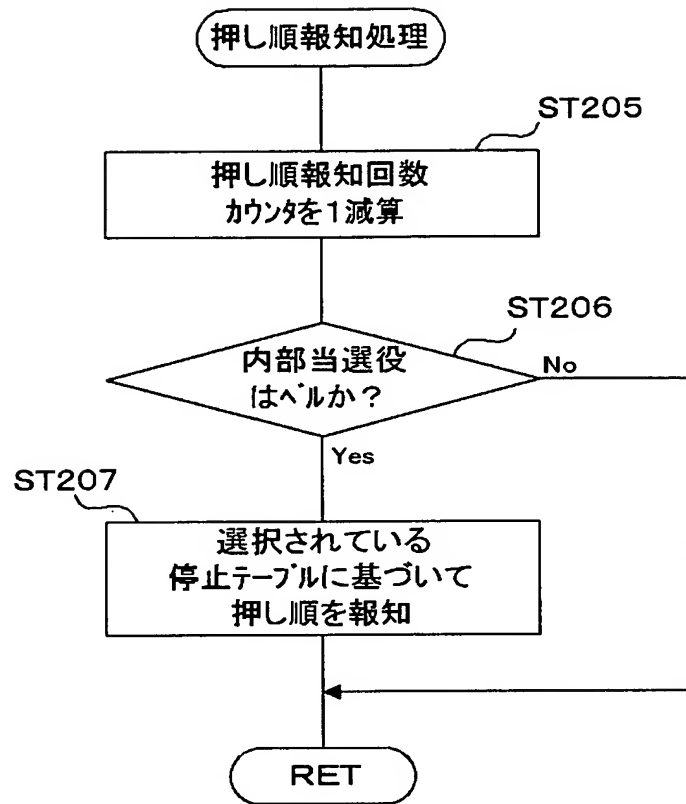 押し順報知処理
ST205
押し順報知回数
カウンタを1減算
ST206
内部当選役
はベルか？
No
Yes
ST207
選択されている
停止テーブルに基づいて
押し順を報知
RET